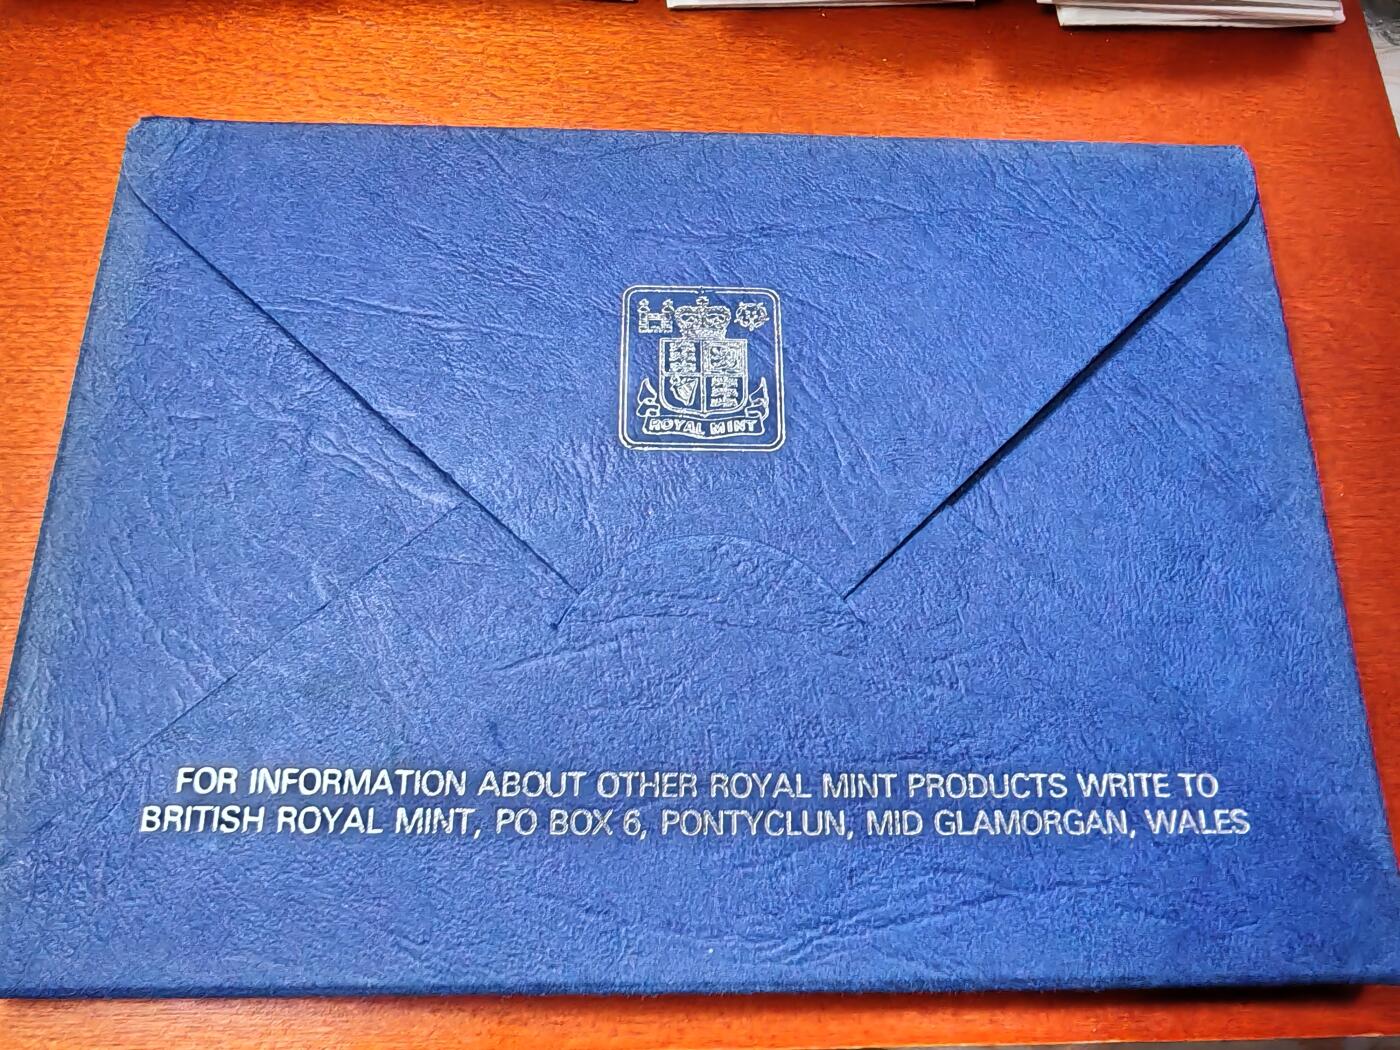 ROYAL MINT
FOR INFORMATION ABOUT OTHER ROYAL MINT PRODUCTS WRITE TO
BRITISH ROYAL MINT, PO BOX 6, PONTYCLUN, MID GLAMORGAN, WALES